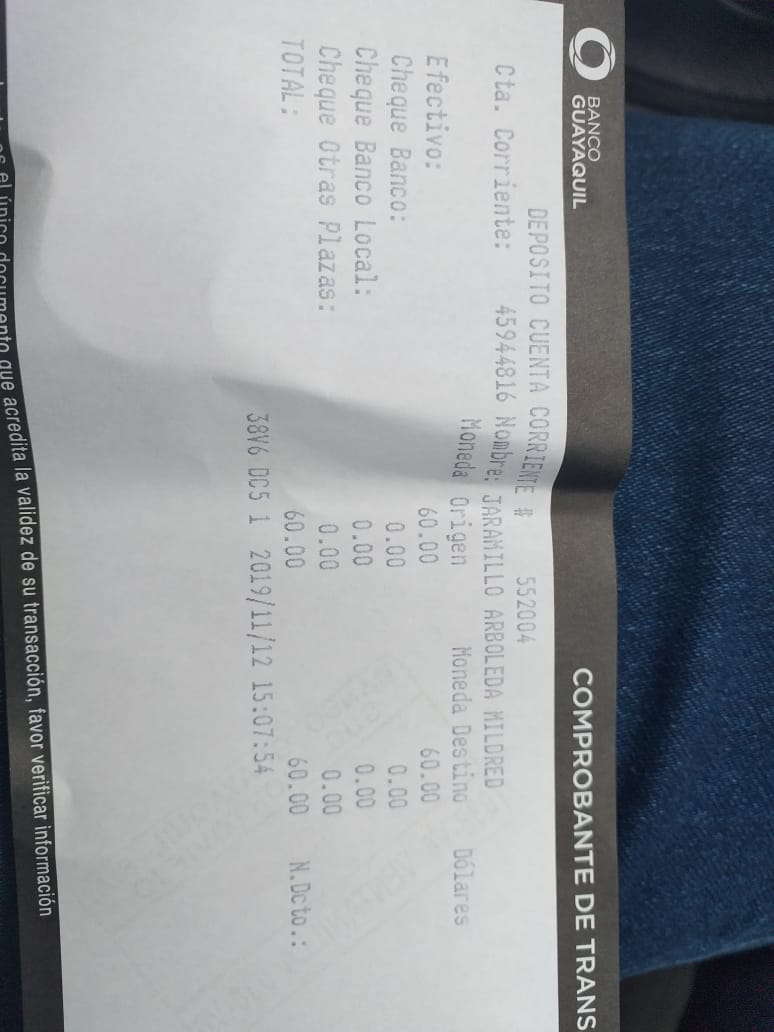 BANCO
GUAYAQUIL
COMPROBANTE DE TRANS
DEPOSITO CUENTA CORRIENTE # 552004
Cta. Corriente: 45944816 Nombre: JARAMILLO ARBOLEDA MILDRED
Moneda Origen Moneda Destino Dólares
Efectivo: 60.00 60.00
Cheque Banco: 0.00 0.00
Cheque Banco Local: 0.00 0.00
Cheque Otras Plazas: 0.00 0.00
TOTAL: 60.00 60.00 N.Dcto.:
38V6 DC5 1 2019/11/12 15:07:54
es el único documento que acredita la validez de su transacción, favor verificar información